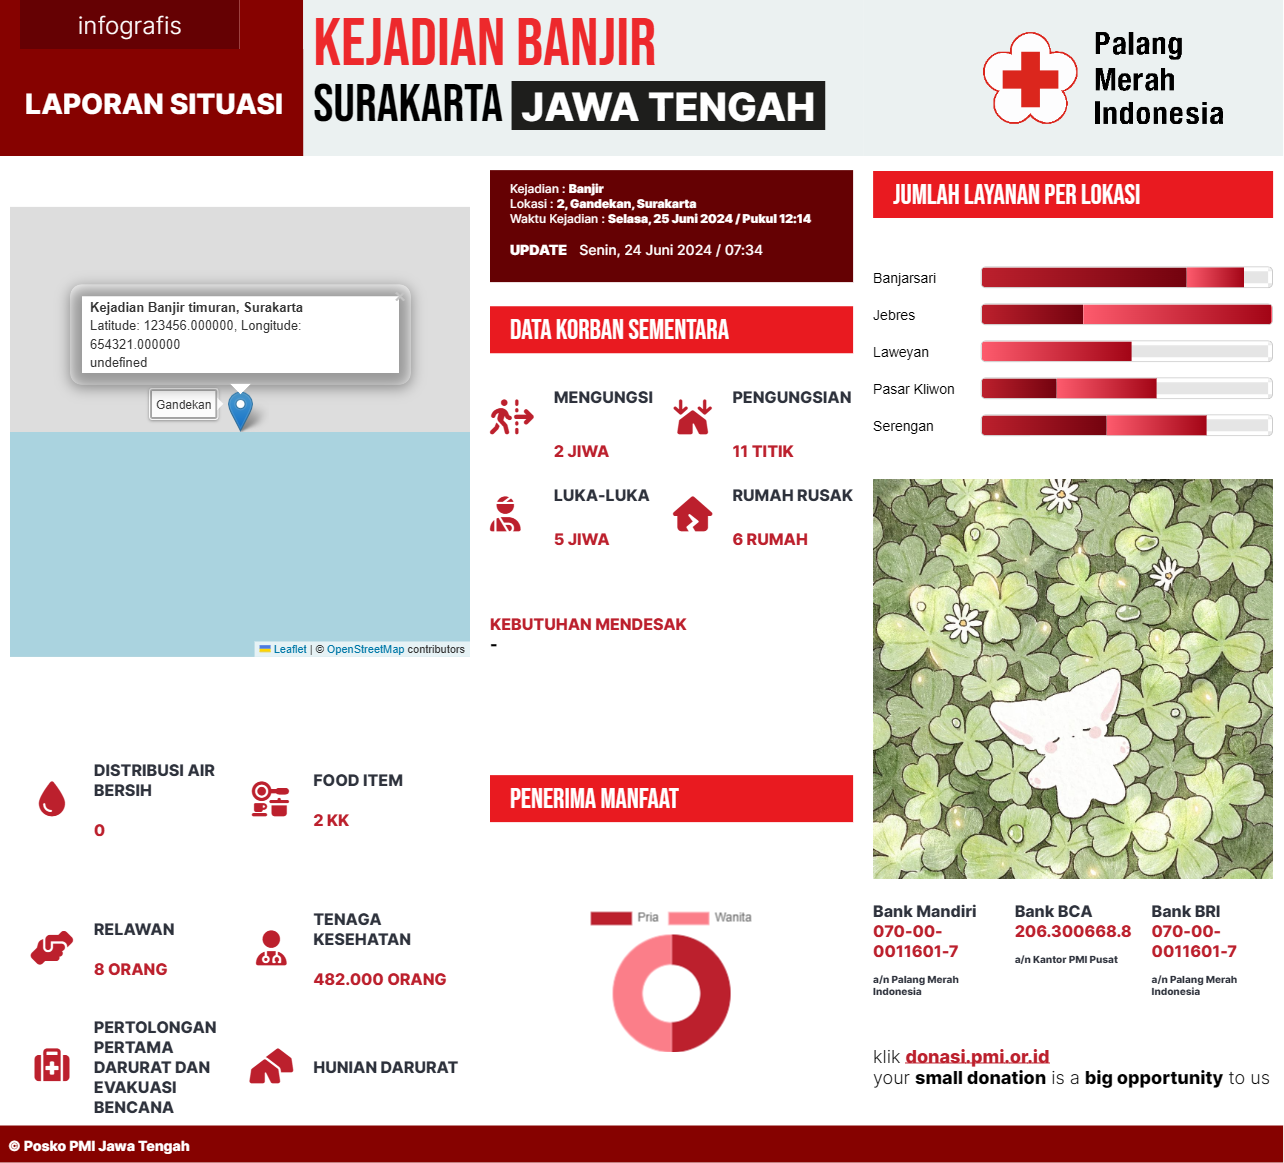 infografis
LAPORAN SITUASI
KEJADIAN BANJIR
SURAKARTA JAWA TENGAH
Palang
Merah
Indonesia
Kejadian Banjir timuran, Surakarta
Latitude: 123456.000000, Longitude:
654321.000000
undefined
×
Gandekan
Leaflet | © OpenStreetMap contributors
DISTRIBUSI AIR
BERSIH
0
FOOD ITEM
2 KK
RELAWAN
8 ORANG
TENAGA
KESEHATAN
482.000 ORANG
PERTOLONGAN
PERTAMA
DARURAT DAN
EVAKUASI
BENCANA
HUNIAN DARURAT
Kejadian : Banjir
Lokasi : 2, Gandekan, Surakarta
Waktu Kejadian : Selasa, 25 Juni 2024 / Pukul 12:14
UPDATE Senin, 24 Juni 2024 / 07:34
DATA KORBAN SEMENTARA
MENGUNGSI
2 JIWA
PENGUNGSIAN
11 TITIK
LUKA-LUKA
5 JIWA
RUMAH RUSAK
6 RUMAH
KEBUTUHAN MENDESAK
-
PENERIMA MANFAAT
Pria Wanita
JUMLAH LAYANAN PER LOKASI
Banjarsari
Jebres
Laweyan
Pasar Kliwon
Serengan
Bank Mandiri
070-00-
0011601-7
a/n Palang Merah
Indonesia
Bank BCA
206.300668.8
a/n Kantor PMI Pusat
Bank BRI
070-00-
0011601-7
a/n Palang Merah
Indonesia
klik donasi.pmi.or.id
your small donation is a big opportunity to us
© Posko PMI Jawa Tengah